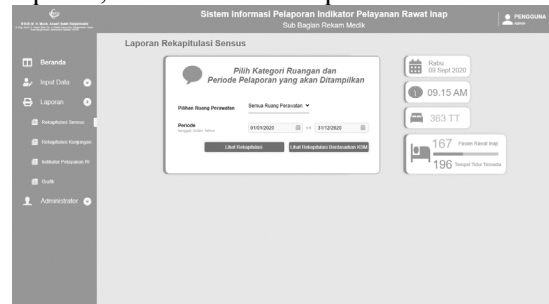 Sistem Informasi Pelaporan Indikator Pelayanan Rawat Inap
Sub Bagian Rekam Medik
PENGGUNA
Admin
Laporan Rekapitulasi Sensus
Beranda
Input Data
Laporan
Rekapitulasi Sensus
Rekapitulasi Kunjungan
Indikator Pelayanan RI
Grafik
Administrator
Pilih Kategori Ruangan dan
Periode Pelaporan yang akan Ditampilkan
Pilihan Ruang Perawatan
Semua Ruang Perawatan
Periode
01/01/2020
31/12/2020
Lihat Rekapitulasi
Lihat Rekapitulasi Berdasarkan KSM
Rabu
09 Sept 2020
09.15 AM
363 TT
167 Pasien Rawat Inap
196 Tempat Tidur Tersedia